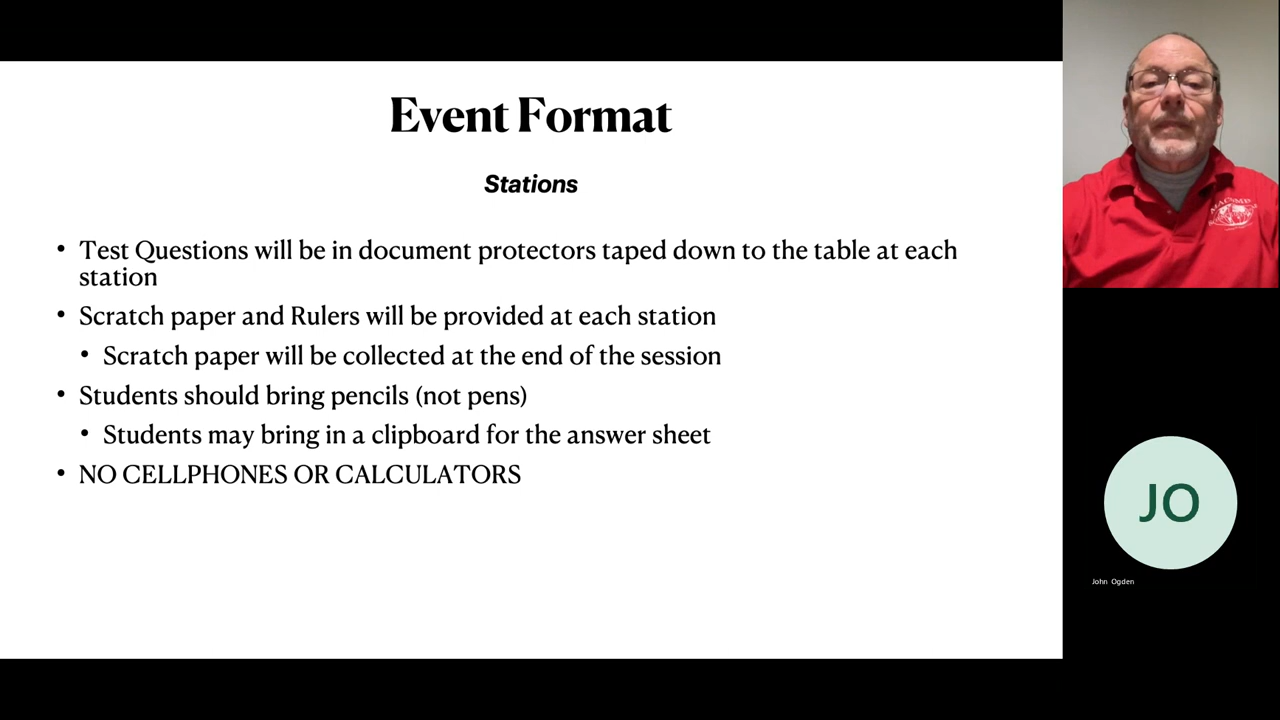 Event Format
Stations
• Test Questions will be in document protectors taped down to the table at each
station
• Scratch paper and Rulers will be provided at each station
• Scratch paper will be collected at the end of the session
• Students should bring pencils (not pens)
• Students may bring in a clipboard for the answer sheet
• NO CELLPHONES OR CALCULATORS
MACOMB
JO
John Ogden